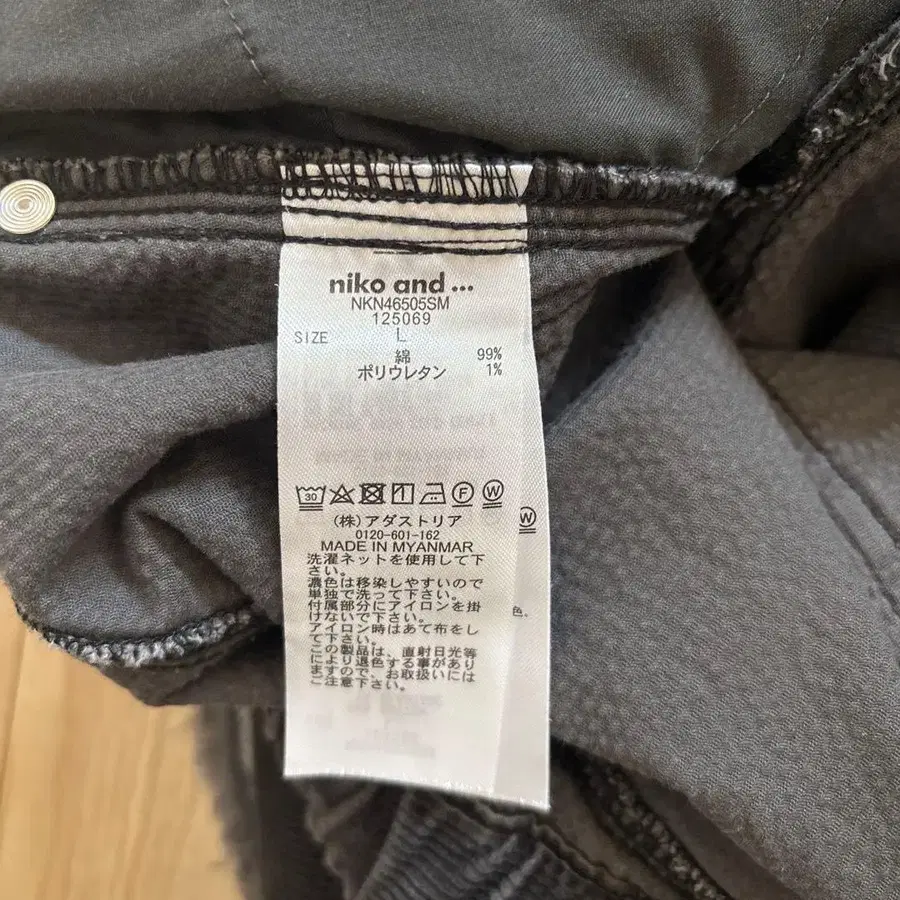 niko and ...
NKN46505SM
125069
SIZE L
綿 99%
ポリウレタン 1%
30 F W
W
(株)アダストリア
0120-601-162
MADE IN MYANMAR
洗濯ネットを使用して下
さい。
濃色は移染しやすいので
単独で洗って下さい。
付属部分にアイロンを掛
けないで下さい。
アイロン時はあて布をし
て下さい。
この製品は、直射日光等
により退色する事があり
ますので、お取扱いには
ご注意下さい。
色、